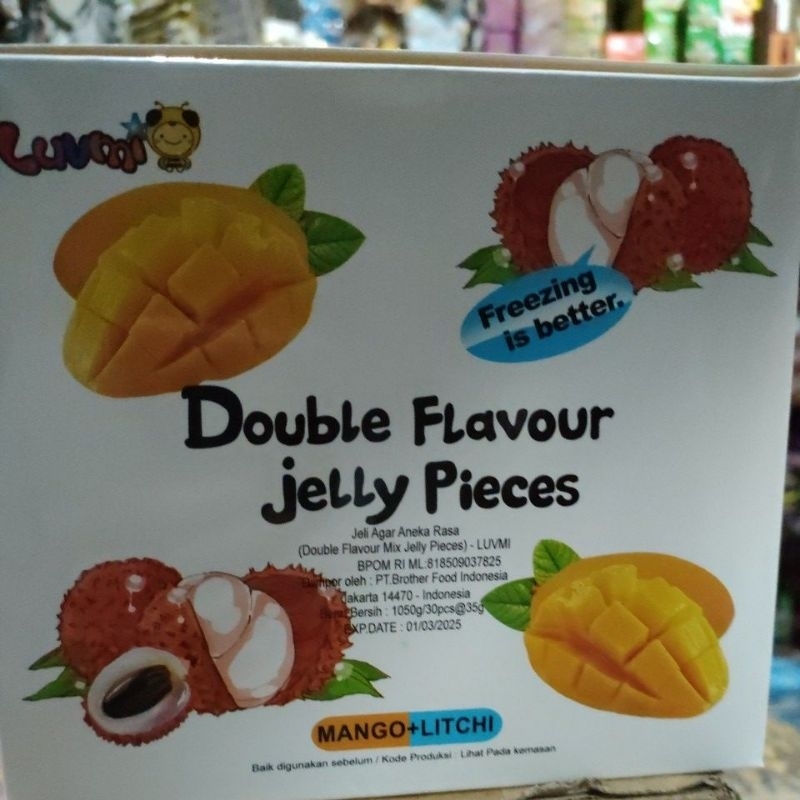 Luvmi
Freezing
is better.
Double Flavour
jelly Pieces
Jeli Agar Aneka Rasa
(Double Flavour Mix Jelly Pieces) - LUVMI
BPOM RI ML:818509037825
oleh : PT.Brother Food Indonesia
Jakarta 14470 - Indonesia
Bersih : 1050g/30pcs@35g
EXP.DATE : 01/03/2025
MANGO+LITCHI
Baik digunakan sebelum / Kode Produksi : Lihat Pada kemasan